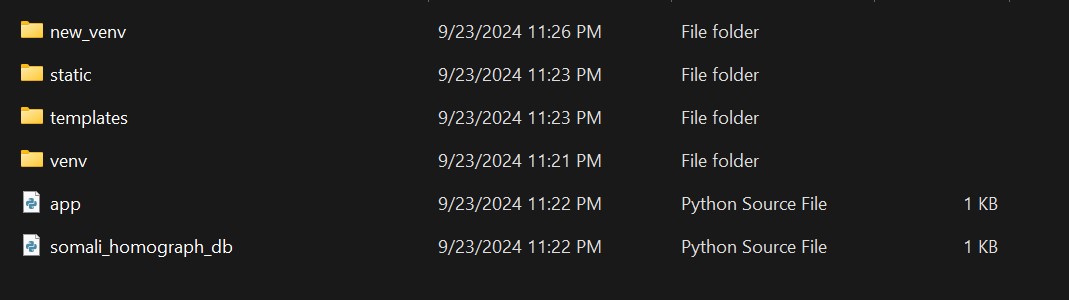 new_venv 9/23/2024 11:26 PM File folder
static 9/23/2024 11:23 PM File folder
templates 9/23/2024 11:23 PM File folder
venv 9/23/2024 11:21 PM File folder
app 9/23/2024 11:22 PM Python Source File 1 KB
somali_homograph_db 9/23/2024 11:22 PM Python Source File 1 KB